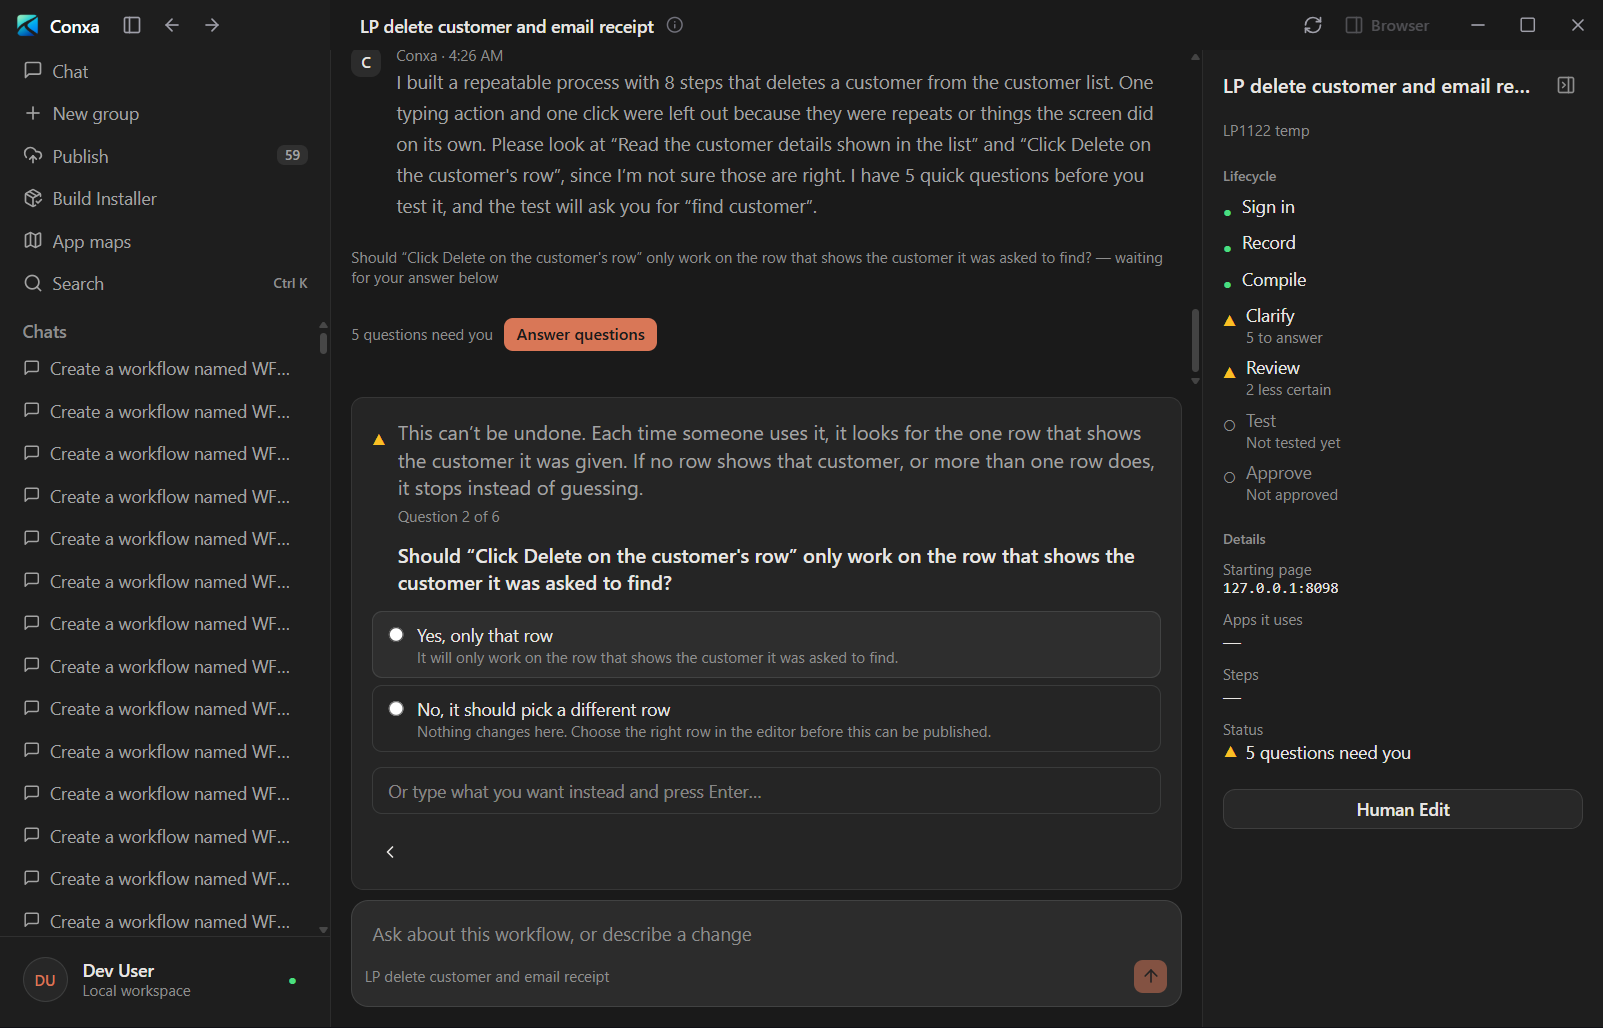 Conxa
LP delete customer and email receipt
Browser
Chat
New group
Publish
59
Build Installer
App maps
Search
Ctrl K
Chats
Create a workflow named WF...
Create a workflow named WF...
Create a workflow named WF...
Create a workflow named WF...
Create a workflow named WF...
Create a workflow named WF...
Create a workflow named WF...
Create a workflow named WF...
Create a workflow named WF...
Create a workflow named WF...
Create a workflow named WF...
Create a workflow named WF...
Create a workflow named WF...
Create a workflow named WF...
DU
Dev User
Local workspace
C
Conxa · 4:26 AM
I built a repeatable process with 8 steps that deletes a customer from the customer list. One
typing action and one click were left out because they were repeats or things the screen did
on its own. Please look at “Read the customer details shown in the list” and “Click Delete on
the customer's row”, since I’m not sure those are right. I have 5 quick questions before you
test it, and the test will ask you for “find customer”.
Should “Click Delete on the customer's row” only work on the row that shows the customer it was asked to find? — waiting
for your answer below
5 questions need you
Answer questions
This can’t be undone. Each time someone uses it, it looks for the one row that shows
the customer it was given. If no row shows that customer, or more than one row does,
it stops instead of guessing.
Question 2 of 6
Should “Click Delete on the customer's row” only work on the row that shows the
customer it was asked to find?
Yes, only that row
It will only work on the row that shows the customer it was asked to find.
No, it should pick a different row
Nothing changes here. Choose the right row in the editor before this can be published.
Or type what you want instead and press Enter...
Ask about this workflow, or describe a change
LP delete customer and email receipt
LP delete customer and email re...
LP1122 temp
Lifecycle
Sign in
Record
Compile
Clarify
5 to answer
Review
2 less certain
Test
Not tested yet
Approve
Not approved
Details
Starting page
127.0.0.1:8098
Apps it uses
—
Steps
—
Status
5 questions need you
Human Edit